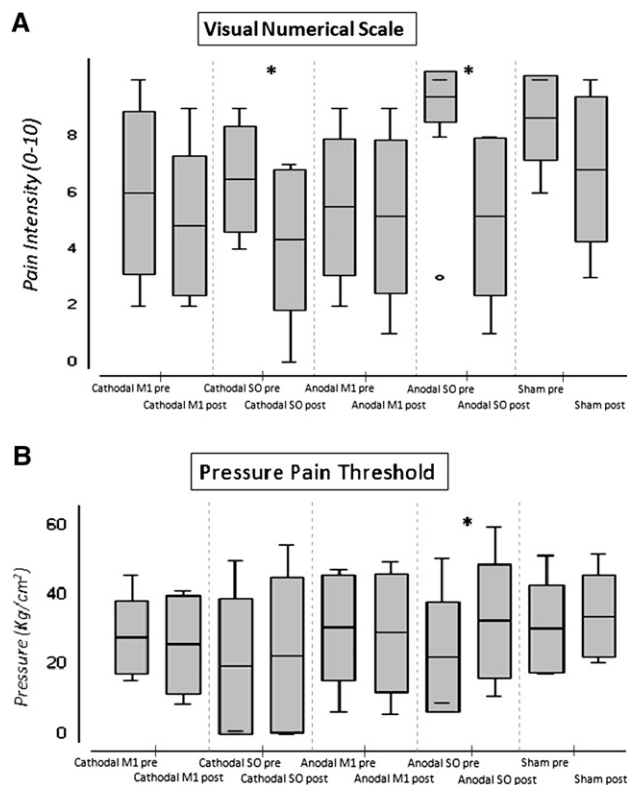 A
Visual Numerical Scale
*
*
Pain Intensity (0-10)
8
6
4
2
0
Cathodal M1 pre
Cathodal SO pre
Anodal M1 pre
Anodal SO pre
Sham pre
Cathodal M1 post
Cathodal SO post
Anodal M1 post
Anodal SO post
Sham post
B
Pressure Pain Threshold
*
Pressure (Kg/cm²)
60
40
20
0
Cathodal M1 pre
Cathodal SO pre
Anodal M1 pre
Anodal SO pre
Sham pre
Cathodal M1 post
Cathodal SO post
Anodal M1 post
Anodal SO post
Sham post